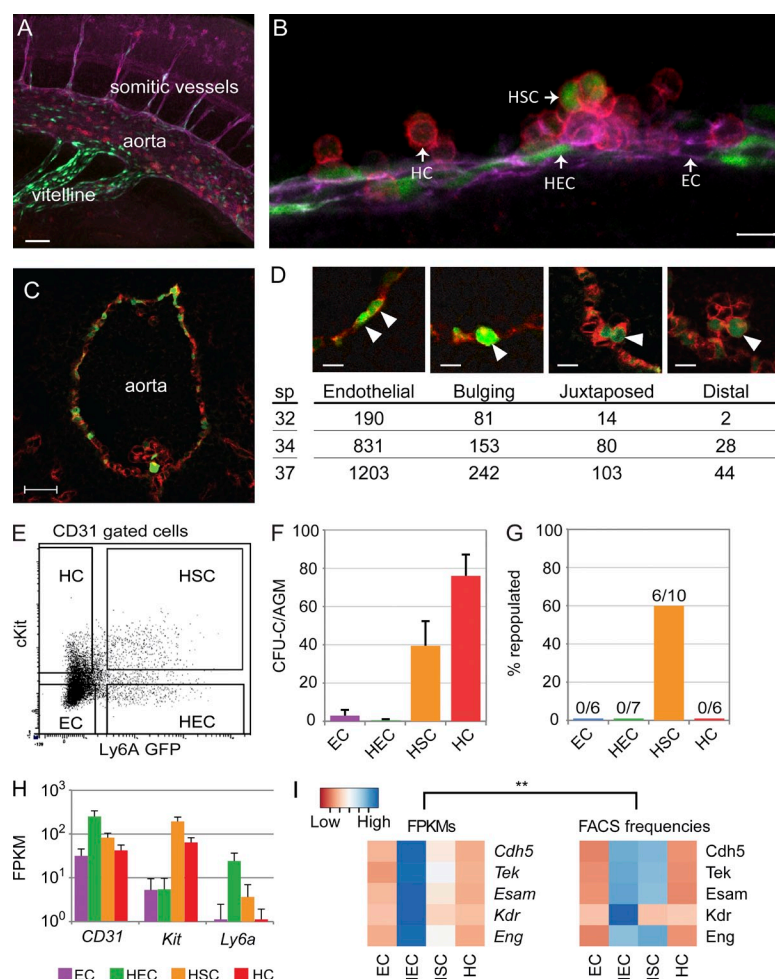 A
somitic vessels
aorta
vitelline
B
HSC
HC
HEC
EC
C
aorta
D
sp Endothelial Bulging Juxtaposed Distal
32 190 81 14 2
34 831 153 80 28
37 1203 242 103 44
E
CD31 gated cells
HC
HSC
EC
HEC
cKit
Ly6A GFP
F
CFU-C/AGM
100
80
60
40
20
0
EC HEC HSC HC
G
% repopulated
100
80
60
40
20
0
0/6 0/7 6/10 0/6
EC HEC HSC HC
H
FPKM
10³
10²
10¹
10⁰
CD31 Kit Ly6a
EC HEC HSC HC
I
Low High
**
FPKMs
FACS frequencies
Cdh5 Cdh5
Tek Tek
Esam Esam
Kdr Kdr
Eng Eng
EC HEC HSC HC
EC HEC HSC HC